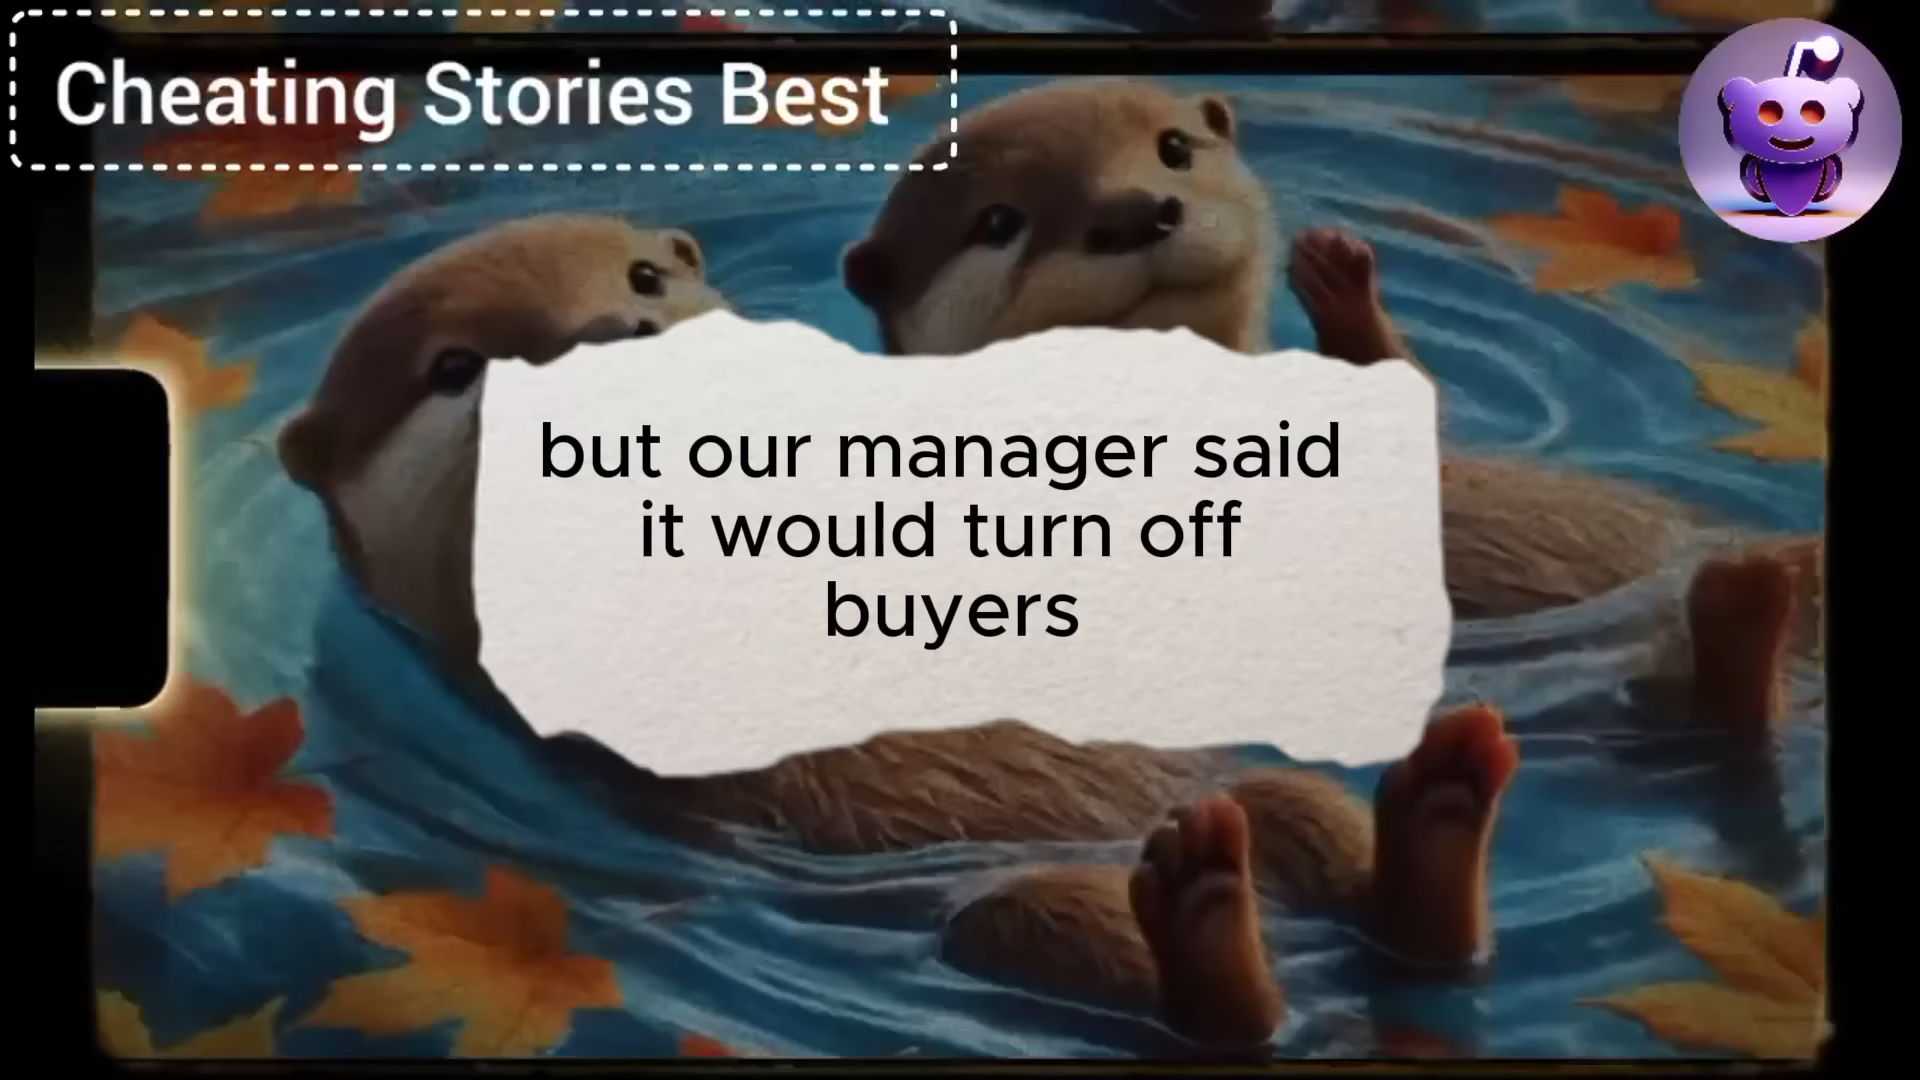 Cheating Stories Best
but our manager said
it would turn off
buyers